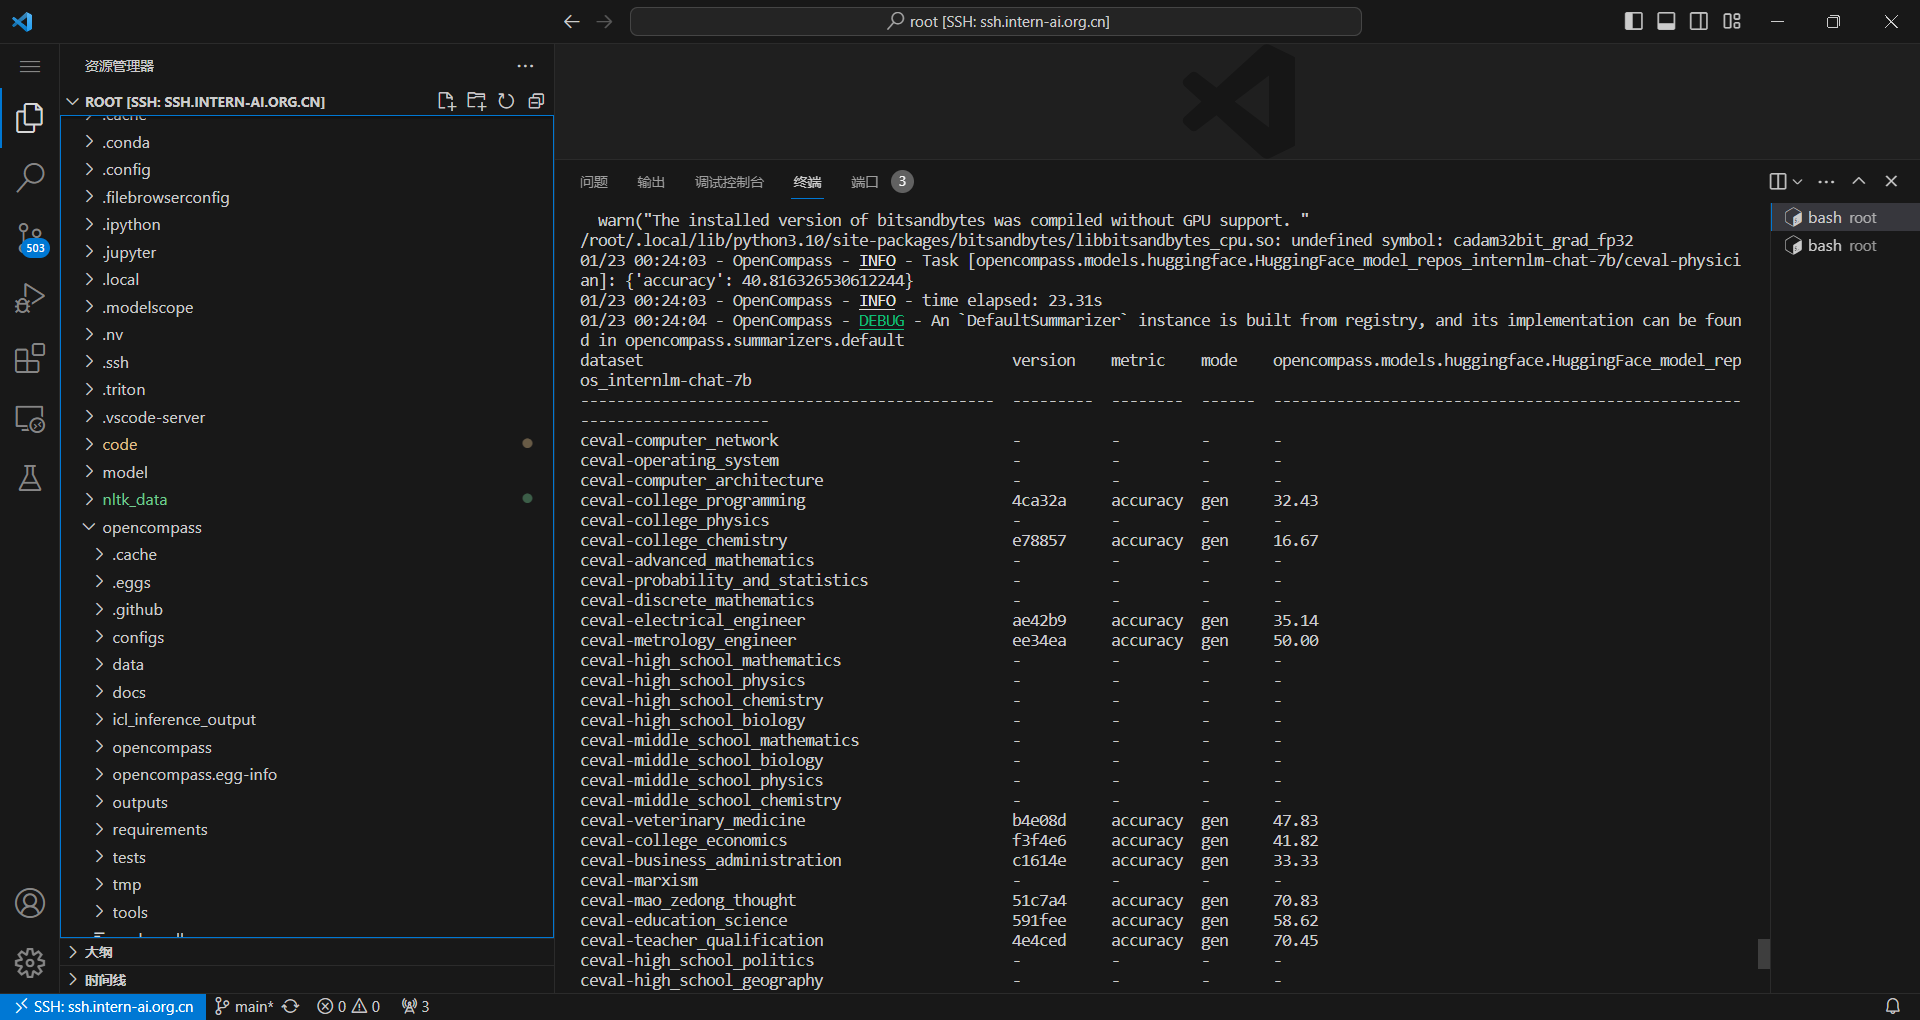 root [SSH: ssh.intern-ai.org.cn]
资源管理器
ROOT [SSH: SSH.INTERN-AI.ORG.CN]
.cache
.conda
.config
.filebrowserconfig
.ipython
.jupyter
.local
.modelscope
.nv
.ssh
.triton
.vscode-server
code
model
nltk_data
opencompass
.cache
.eggs
.github
configs
data
docs
icl_inference_output
opencompass
opencompass.egg-info
outputs
requirements
tests
tmp
tools
大纲
时间线
503
问题 输出 调试控制台 终端 端口 3
warn("The installed version of bitsandbytes was compiled without GPU support. "
/root/.local/lib/python3.10/site-packages/bitsandbytes/libbitsandbytes_cpu.so: undefined symbol: cadam32bit_grad_fp32
01/23 00:24:03 - OpenCompass - INFO - Task [opencompass.models.huggingface.HuggingFace_model_repos_internlm-chat-7b/ceval-physici
an]: {'accuracy': 40.816326530612244}
01/23 00:24:03 - OpenCompass - INFO - time elapsed: 23.31s
01/23 00:24:04 - OpenCompass - DEBUG - An `DefaultSummarizer` instance is built from registry, and its implementation can be foun
d in opencompass.summarizers.default
dataset version metric mode opencompass.models.huggingface.HuggingFace_model_rep
os_internlm-chat-7b
---------------------------------------------- --------- -------- ------ ----------------------------------------------------
---------------------
ceval-computer_network - - - -
ceval-operating_system - - - -
ceval-computer_architecture - - - -
ceval-college_programming 4ca32a accuracy gen 32.43
ceval-college_physics - - - -
ceval-college_chemistry e78857 accuracy gen 16.67
ceval-advanced_mathematics - - - -
ceval-probability_and_statistics - - - -
ceval-discrete_mathematics - - - -
ceval-electrical_engineer ae42b9 accuracy gen 35.14
ceval-metrology_engineer ee34ea accuracy gen 50.00
ceval-high_school_mathematics - - - -
ceval-high_school_physics - - - -
ceval-high_school_chemistry - - - -
ceval-high_school_biology - - - -
ceval-middle_school_mathematics - - - -
ceval-middle_school_biology - - - -
ceval-middle_school_physics - - - -
ceval-middle_school_chemistry - - - -
ceval-veterinary_medicine b4e08d accuracy gen 47.83
ceval-college_economics f3f4e6 accuracy gen 41.82
ceval-business_administration c1614e accuracy gen 33.33
ceval-marxism - - - -
ceval-mao_zedong_thought 51c7a4 accuracy gen 70.83
ceval-education_science 591fee accuracy gen 58.62
ceval-teacher_qualification 4e4ced accuracy gen 70.45
ceval-high_school_politics - - - -
ceval-high_school_geography - - - -
bash root
bash root
SSH: ssh.intern-ai.org.cn main* 0 0 3